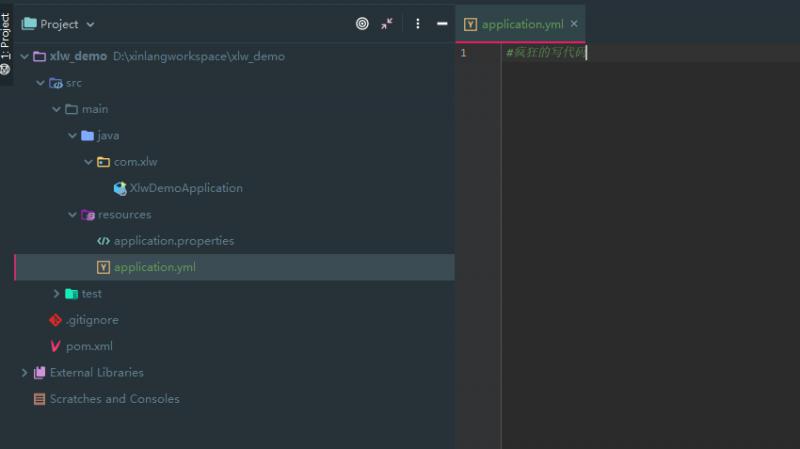 1: Project
Project
application.yml
xlw_demo D:\xinlangworkspace\xlw_demo
1 #疯狂的写代码
src
main
java
com.xlw
XlwDemoApplication
resources
application.properties
application.yml
test
.gitignore
pom.xml
External Libraries
Scratches and Consoles